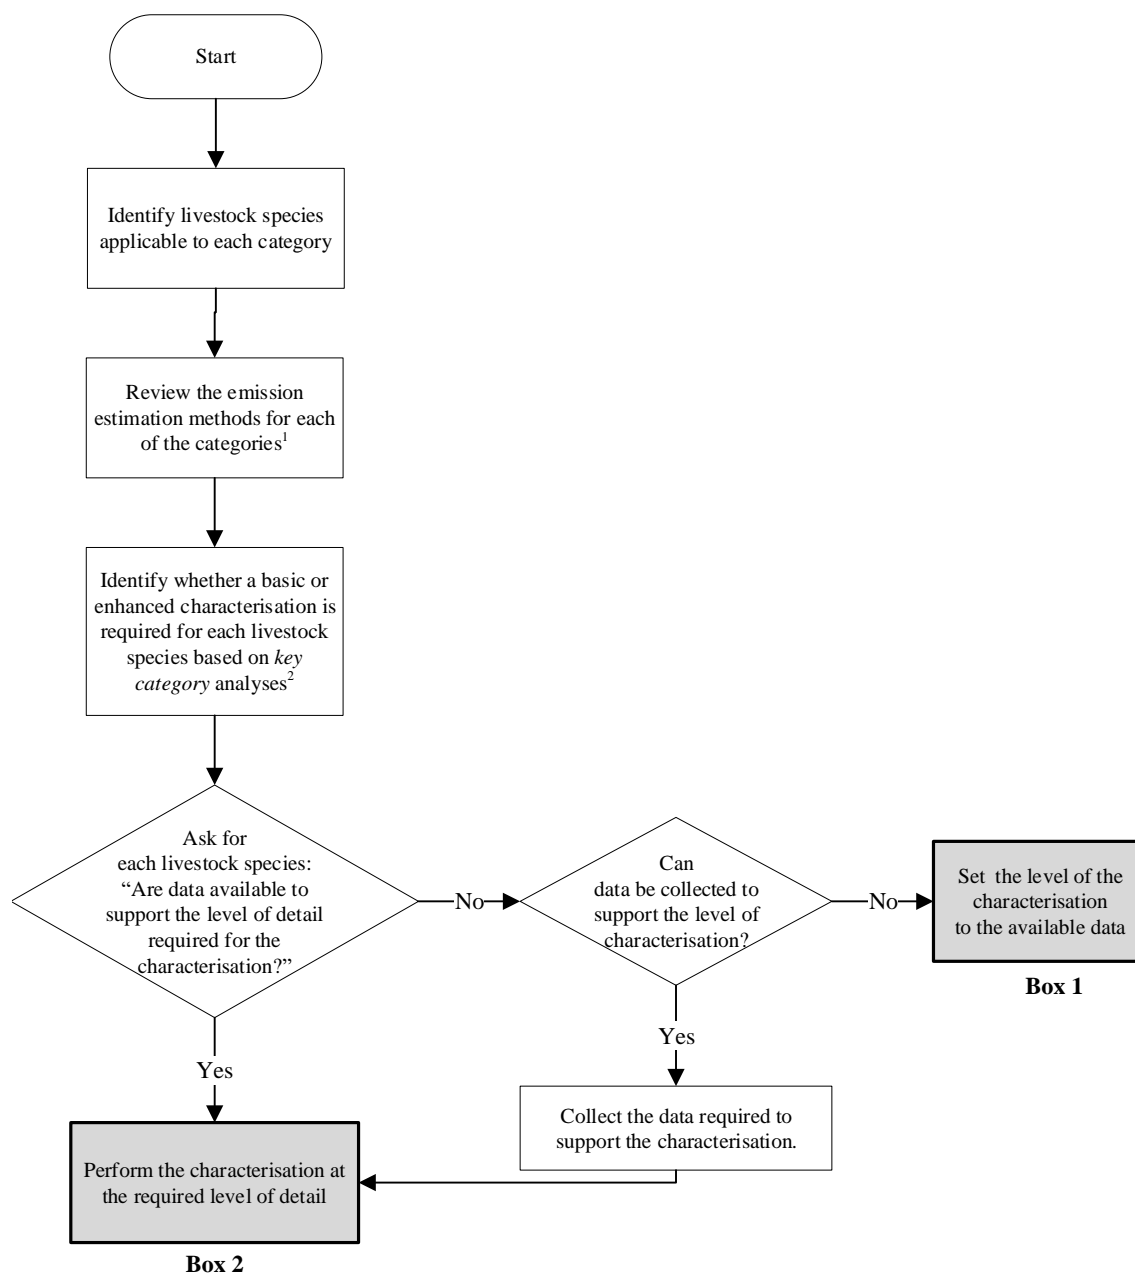 Start
Identify livestock species
applicable to each category
Review the emission
estimation methods for each
of the categories1
Identify whether a basic or
enhanced characterisation is
required for each livestock
species based on key
category analyses2
Ask for
each livestock species:
“Are data available to
support the level of detail
required for the
characterisation?”
No
Can
data be collected to
support the level of
characterisation?
No
Set the level of the
characterisation
to the available data
Box 1
Yes
Yes
Collect the data required to
support the characterisation.
Perform the characterisation at
the required level of detail
Box 2